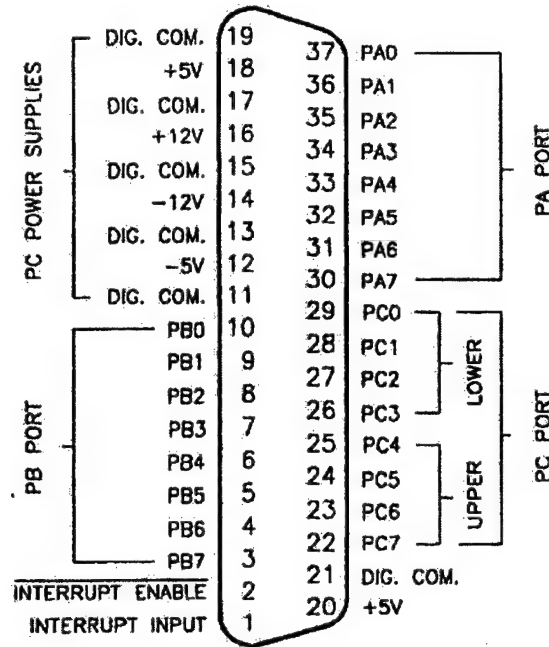 DIG. COM. 19
+5V 18
DIG. COM. 17
+12V 16
DIG. COM. 15
-12V 14
DIG. COM. 13
-5V 12
DIG. COM. 11
PB0 10
PB1 9
PB2 8
PB3 7
PB4 6
PB5 5
PB6 4
PB7 3
INTERRUPT ENABLE 2
INTERRUPT INPUT 1
PC POWER SUPPLIES
PB PORT
37 PA0
36 PA1
35 PA2
34 PA3
33 PA4
32 PA5
31 PA6
30 PA7
29 PC0
28 PC1
27 PC2
26 PC3
25 PC4
24 PC5
23 PC6
22 PC7
21 DIG. COM.
20 +5V
PA PORT
LOWER
UPPER
PC PORT